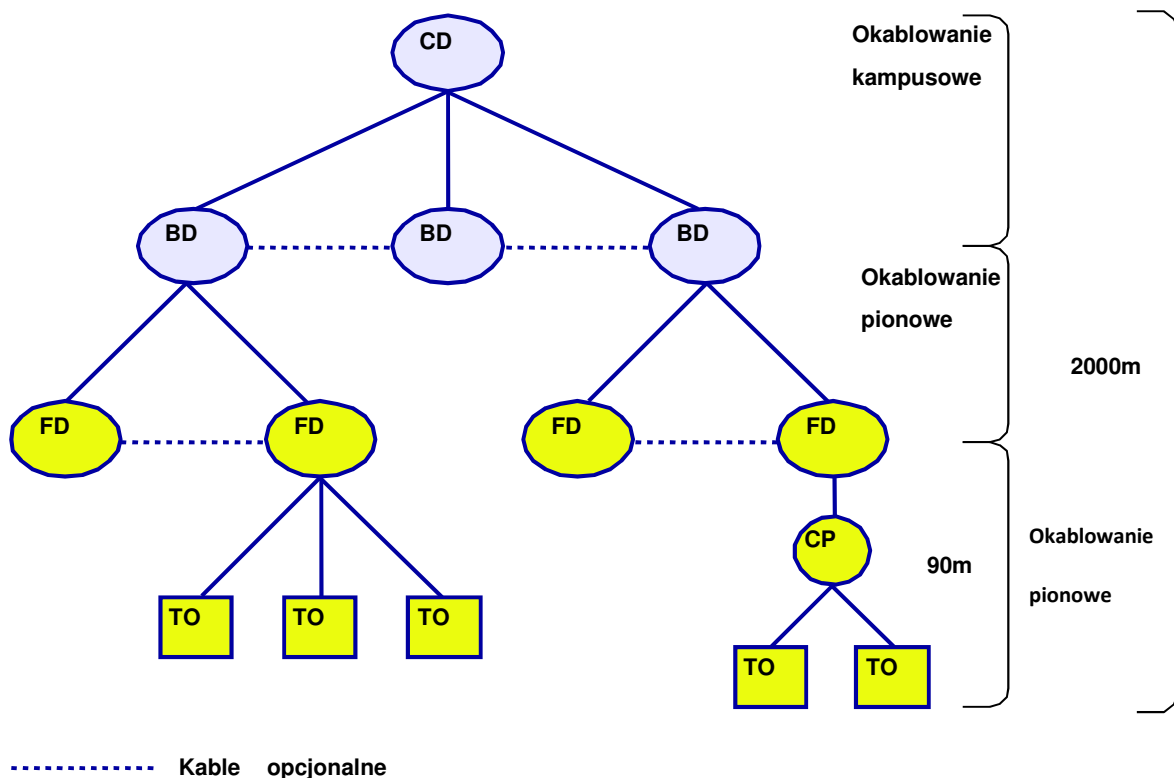 CD
Okablowanie
kampusowe
BD
BD
BD
Okablowanie
pionowe
2000m
FD
FD
FD
FD
CP
90m
Okablowanie
pionowe
TO
TO
TO
TO
TO
Kable opcjonalne